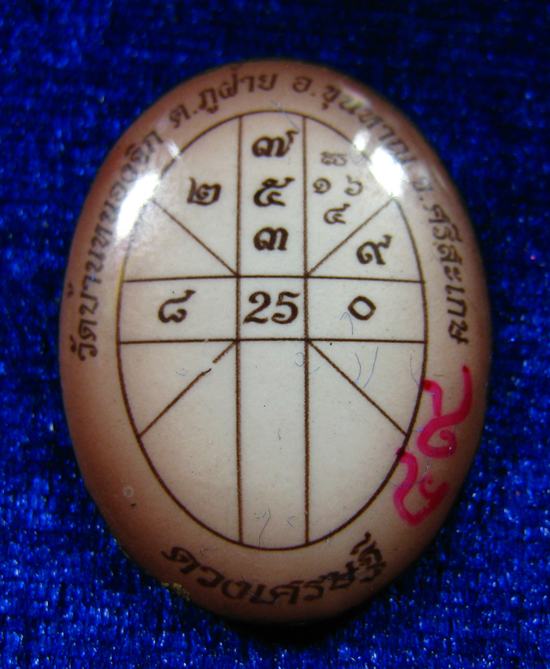 วัดบ้านหนองจิก ต.ภูฝ้าย อ.ขุนหาญ จ.ศรีสะเกษ
๗
๒ ๕
๑ ๖
๔
๓ ๙
๘ 25 ๐
ดวงเศรษฐี